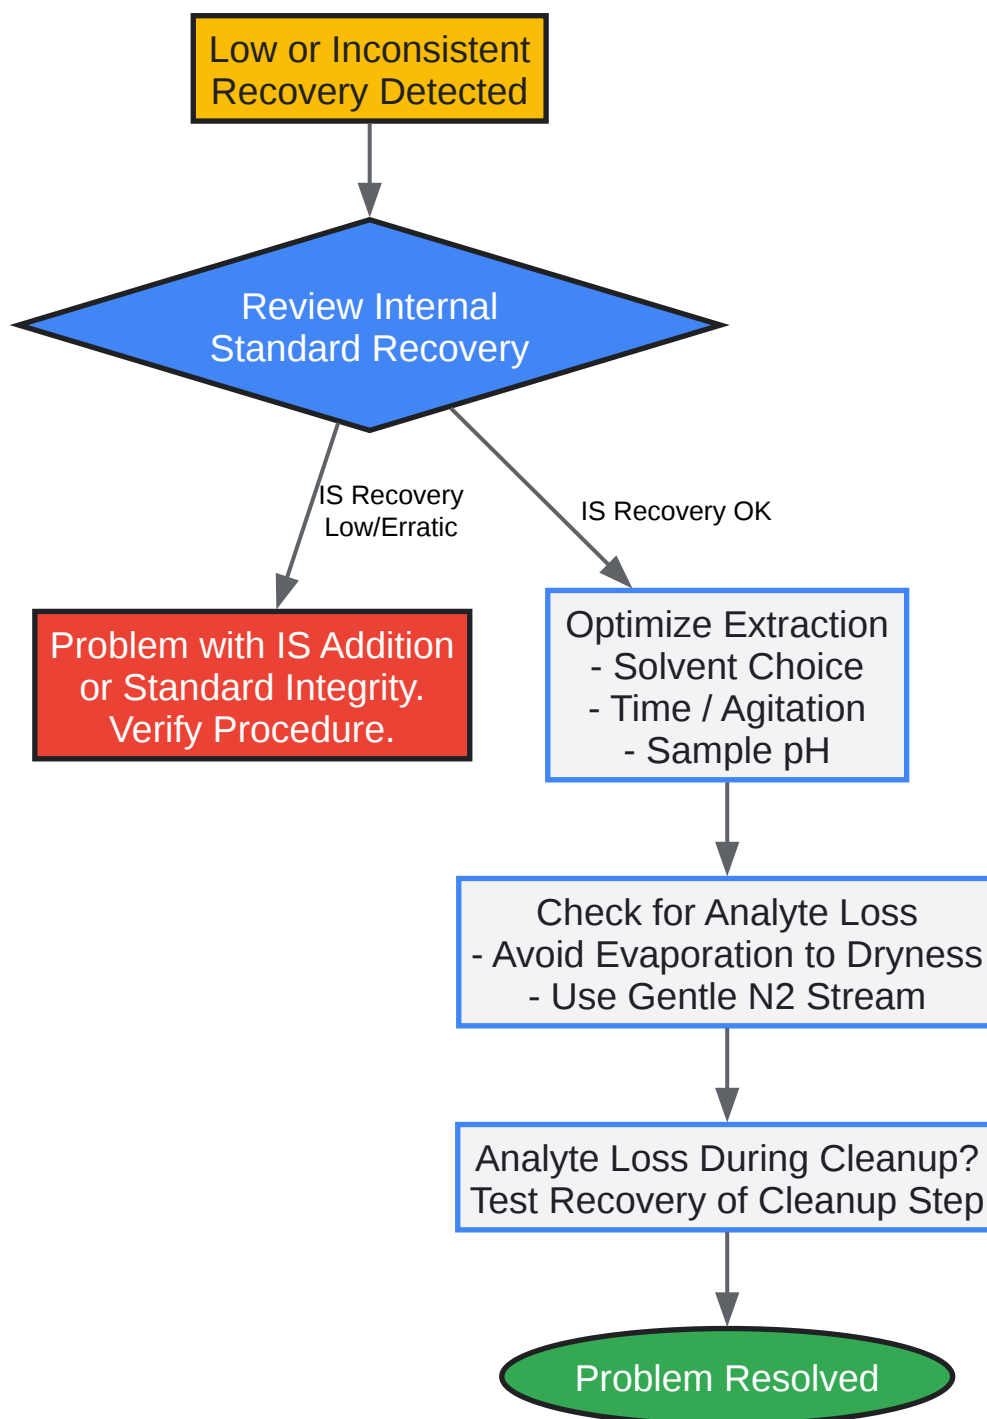 Low or Inconsistent
Recovery Detected
Review Internal
Standard Recovery
IS Recovery
Low/Erratic
IS Recovery OK
Problem with IS Addition
or Standard Integrity.
Verify Procedure.
Optimize Extraction
- Solvent Choice
- Time / Agitation
- Sample pH
Check for Analyte Loss
- Avoid Evaporation to Dryness
- Use Gentle N2 Stream
Analyte Loss During Cleanup?
Test Recovery of Cleanup Step
Problem Resolved